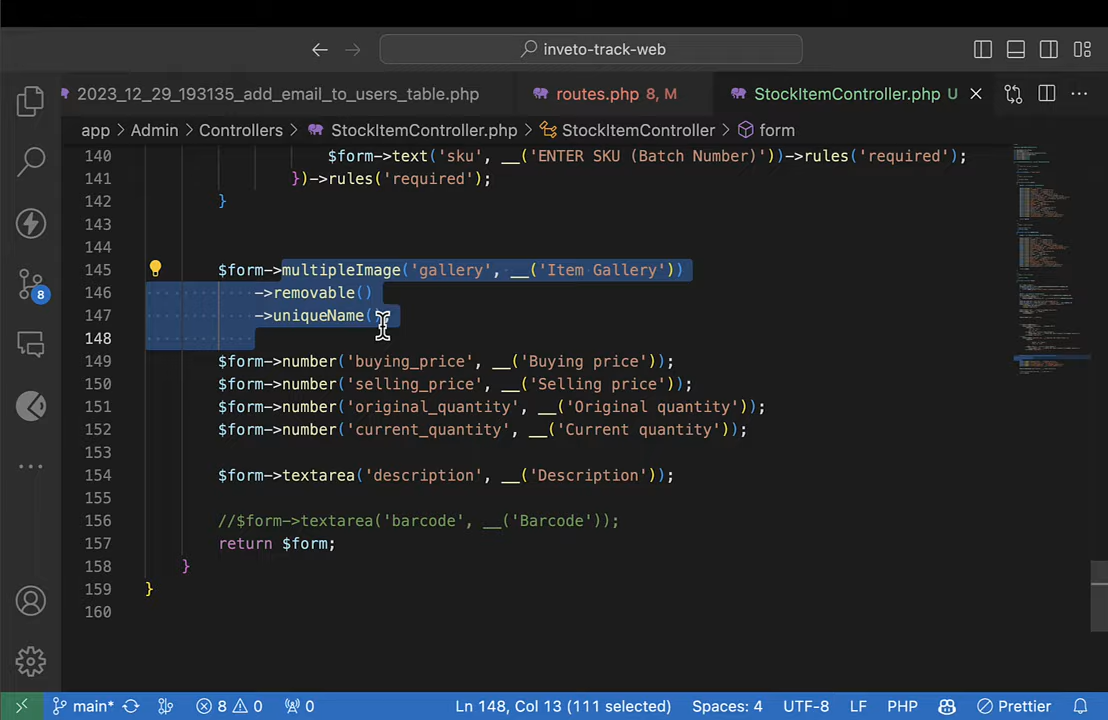 inveto-track-web
2023_12_29_193135_add_email_to_users_table.php
routes.php 8, M
StockItemController.php U
app > Admin > Controllers > StockItemController.php > StockItemController > form
140 $form->text('sku', __('ENTER SKU (Batch Number)'))->rules('required');
141 })->rules('required');
142 }
143
144
145 $form->multipleImage('gallery', __('Item Gallery'))
146 ->removable()
147 ->uniqueName(
148
149 $form->number('buying_price', __('Buying price'));
150 $form->number('selling_price', __('Selling price'));
151 $form->number('original_quantity', __('Original quantity'));
152 $form->number('current_quantity', __('Current quantity'));
153
154 $form->textarea('description', __('Description'));
155
156 //$form->textarea('barcode', __('Barcode'));
157 return $form;
158 }
159 }
160
8
main* 8 0 0 Ln 148, Col 13 (111 selected) Spaces: 4 UTF-8 LF PHP Prettier